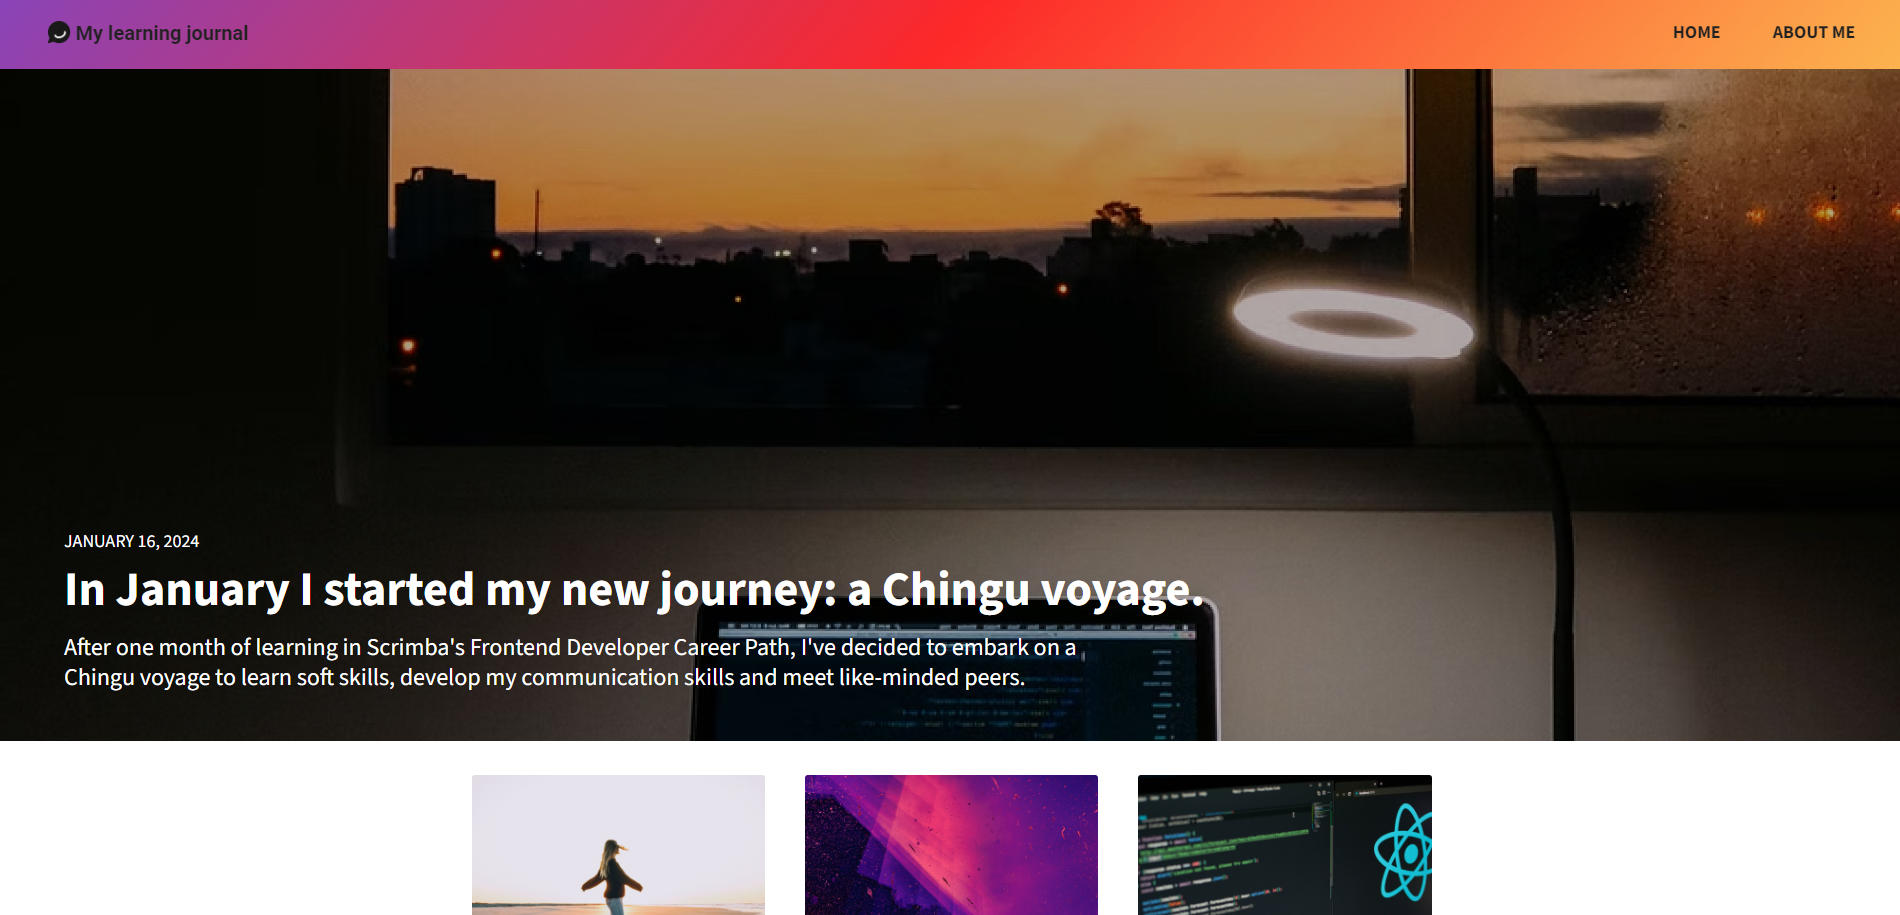 My learning journal
HOME
ABOUT ME
JANUARY 16, 2024
In January I started my new journey: a Chingu voyage.
After one month of learning in Scrimba's Frontend Developer Career Path, I've decided to embark on a
Chingu voyage to learn soft skills, develop my communication skills and meet like-minded peers.